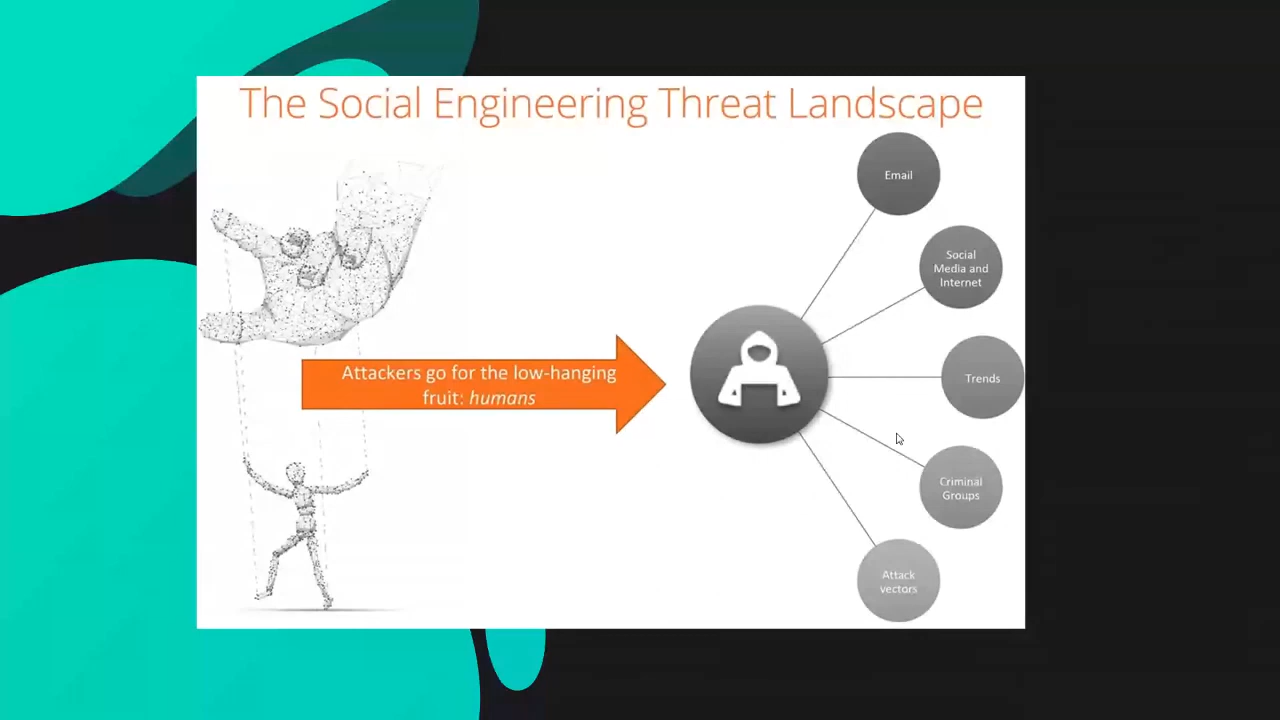 The Social Engineering Threat Landscape
Attackers go for the low-hanging
fruit: humans
Email
Social
Media and
Internet
Trends
Criminal
Groups
Attack
vectors